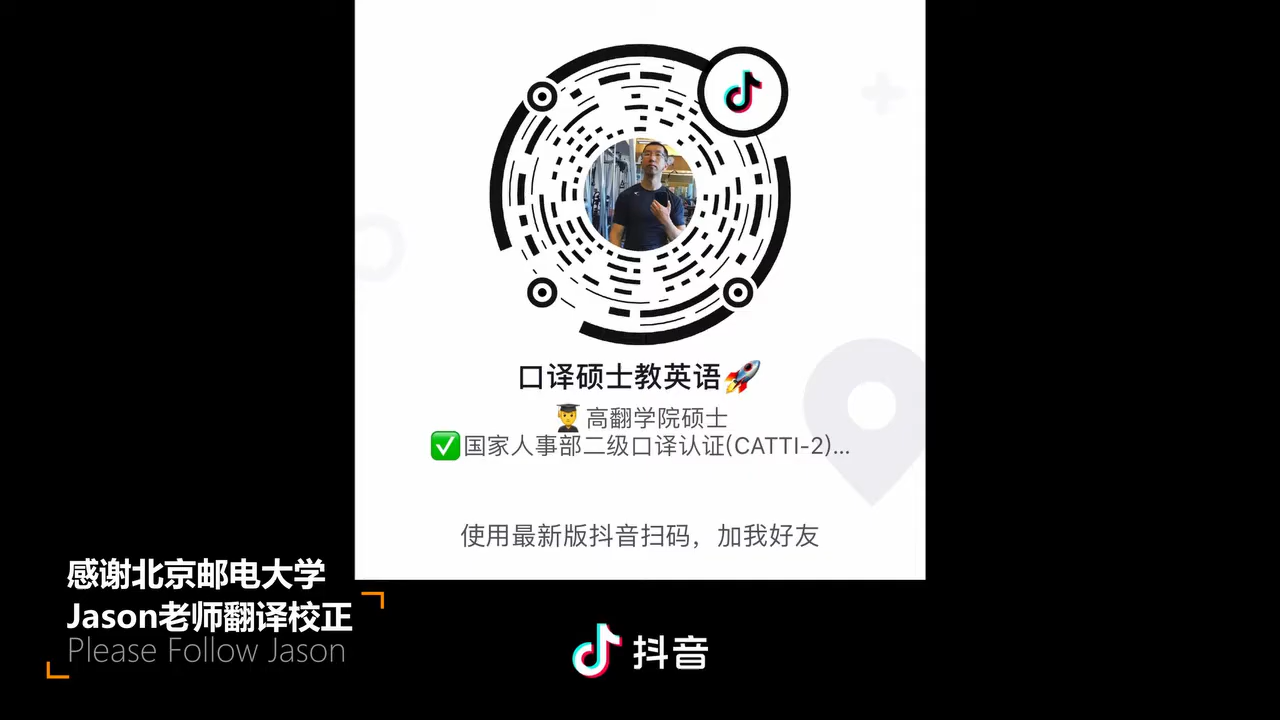 口译硕士教英语🚀
👨‍🎓高翻学院硕士
✅国家人事部二级口译认证(CATTI-2)...
使用最新版抖音扫码，加我好友
感谢北京邮电大学
Jason老师翻译校正
Please Follow Jason
抖音